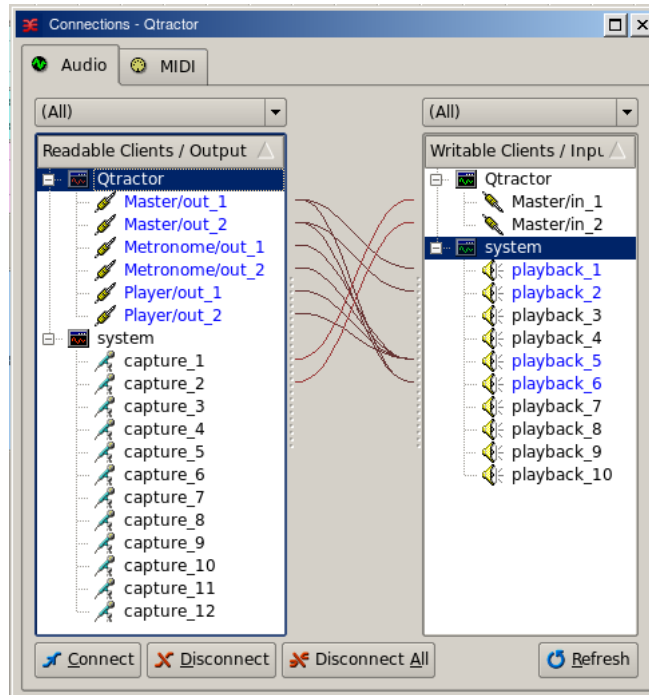 Connections - Qtractor
Audio
MIDI
(All)
(All)
Readable Clients / Output
Qtractor
Master/out_1
Master/out_2
Metronome/out_1
Metronome/out_2
Player/out_1
Player/out_2
system
capture_1
capture_2
capture_3
capture_4
capture_5
capture_6
capture_7
capture_8
capture_9
capture_10
capture_11
capture_12
Writable Clients / Inpu
Qtractor
Master/in_1
Master/in_2
system
playback_1
playback_2
playback_3
playback_4
playback_5
playback_6
playback_7
playback_8
playback_9
playback_10
Connect
Disconnect
Disconnect All
Refresh